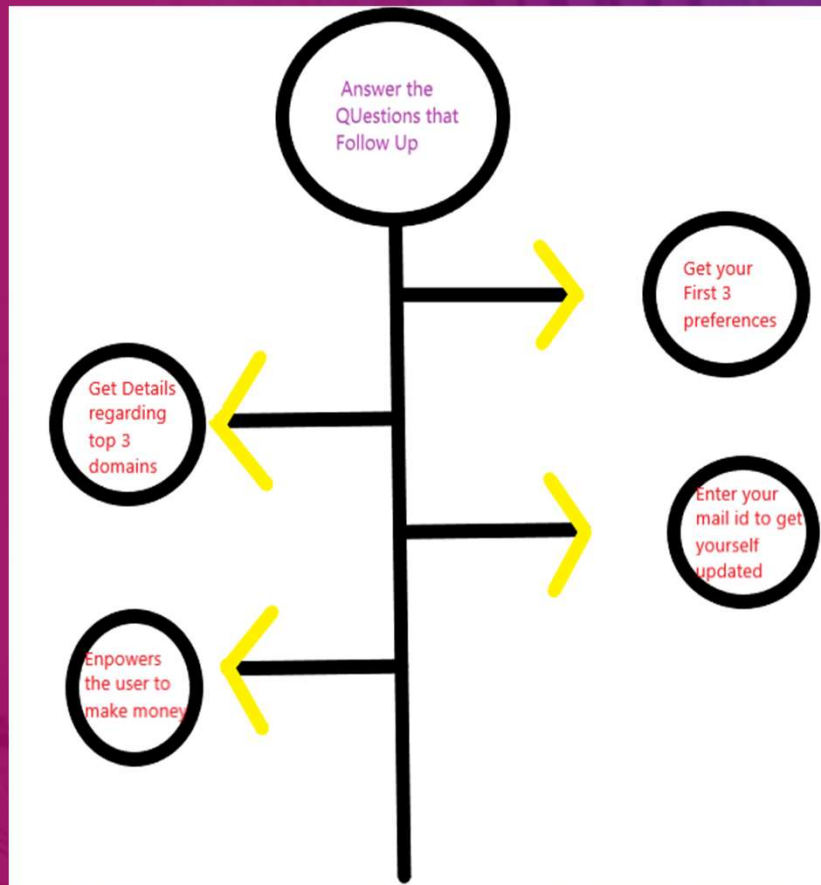 Answer the
QUestions that
Follow Up
Get your
First 3
preferences
Get Details
regarding
top 3
domains
Enter your
mail id to get
yourself
updated
Enpowers
the user to
make money